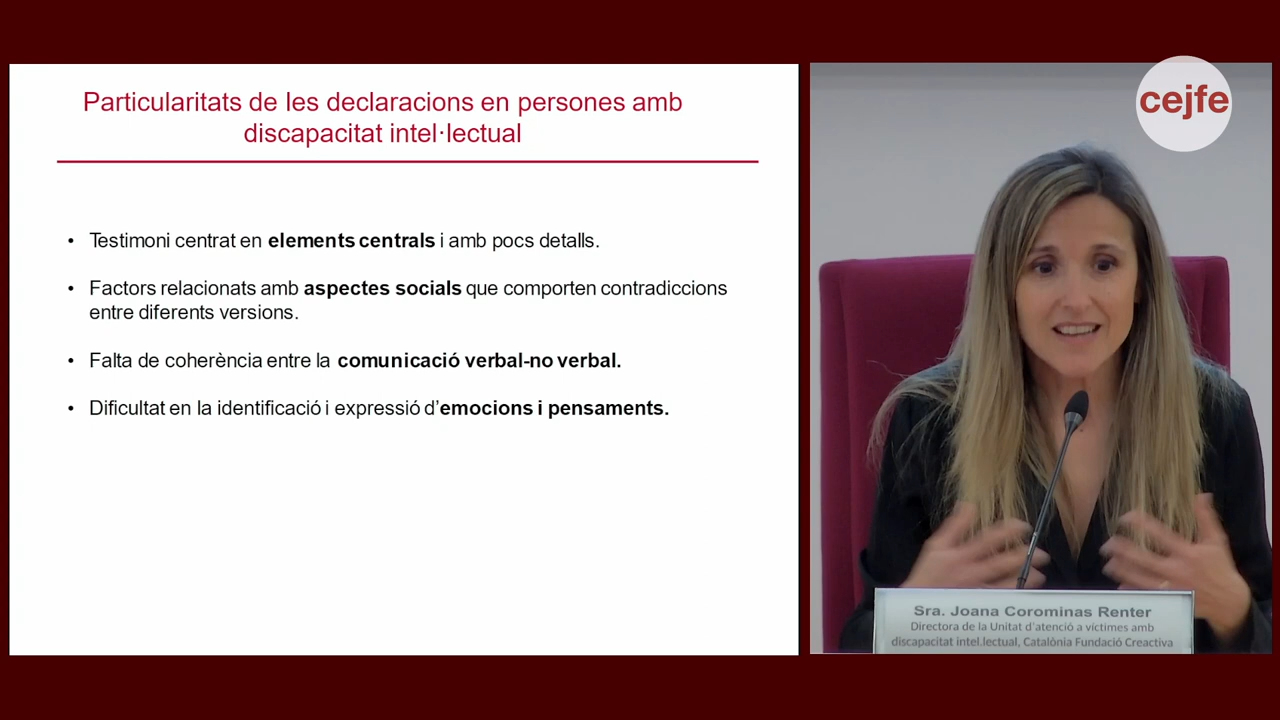 Particularitats de les declaracions en persones amb
discapacitat intel·lectual
• Testimoni centrat en elements centrals i amb pocs detalls.
• Factors relacionats amb aspectes socials que comporten contradiccions
entre diferents versions.
• Falta de coherència entre la comunicació verbal-no verbal.
• Dificultat en la identificació i expressió d’emocions i pensaments.
cejfe
Sra. Joana Corominas Renter
Directora de la Unitat d'atenció a víctimes amb
discapacitat intel.lectual, Catalònia Fundació Creactiva